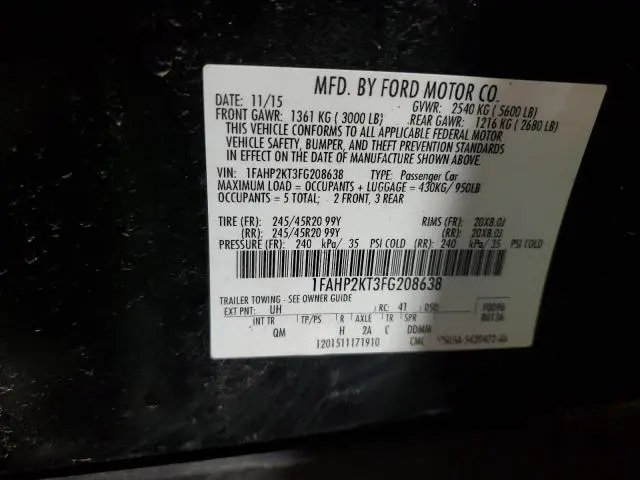 MFD. BY FORD MOTOR CO.
DATE: 11/15 GVWR: 2540 KG (5600 LB)
FRONT GAWR: 1361 KG (3000 LB) REAR GAWR: 1216 KG (2680 LB)
THIS VEHICLE CONFORMS TO ALL APPLICABLE FEDERAL MOTOR
VEHICLE SAFETY, BUMPER, AND THEFT PREVENTION STANDARDS
IN EFFECT ON THE DATE OF MANUFACTURE SHOWN ABOVE.
VIN: 1FAHP2KT3FG208638 TYPE: Passenger Car
MAXIMUM LOAD = OCCUPANTS + LUGGAGE = 430KG/ 950LB
OCCUPANTS = 5 TOTAL; 2 FRONT, 3 REAR
TIRE (FR): 245/45R20 99Y RIMS (FR): 20X8.0J
(RR): 245/45R20 99Y (RR): 20X8.0J
PRESSURE (FR): 240 kPa/ 35 PSI COLD (RR): 240 kPa/ 35 PSI COLD
1FAHP2KT3FG208638
TRAILER TOWING - SEE OWNER GUIDE
EXT PNT: UH RC: 41 DSO: F0096
INT TR TP/PS R AXLE TR SPR B0136
QM H 2A C DDMM
1201511171910 CMC